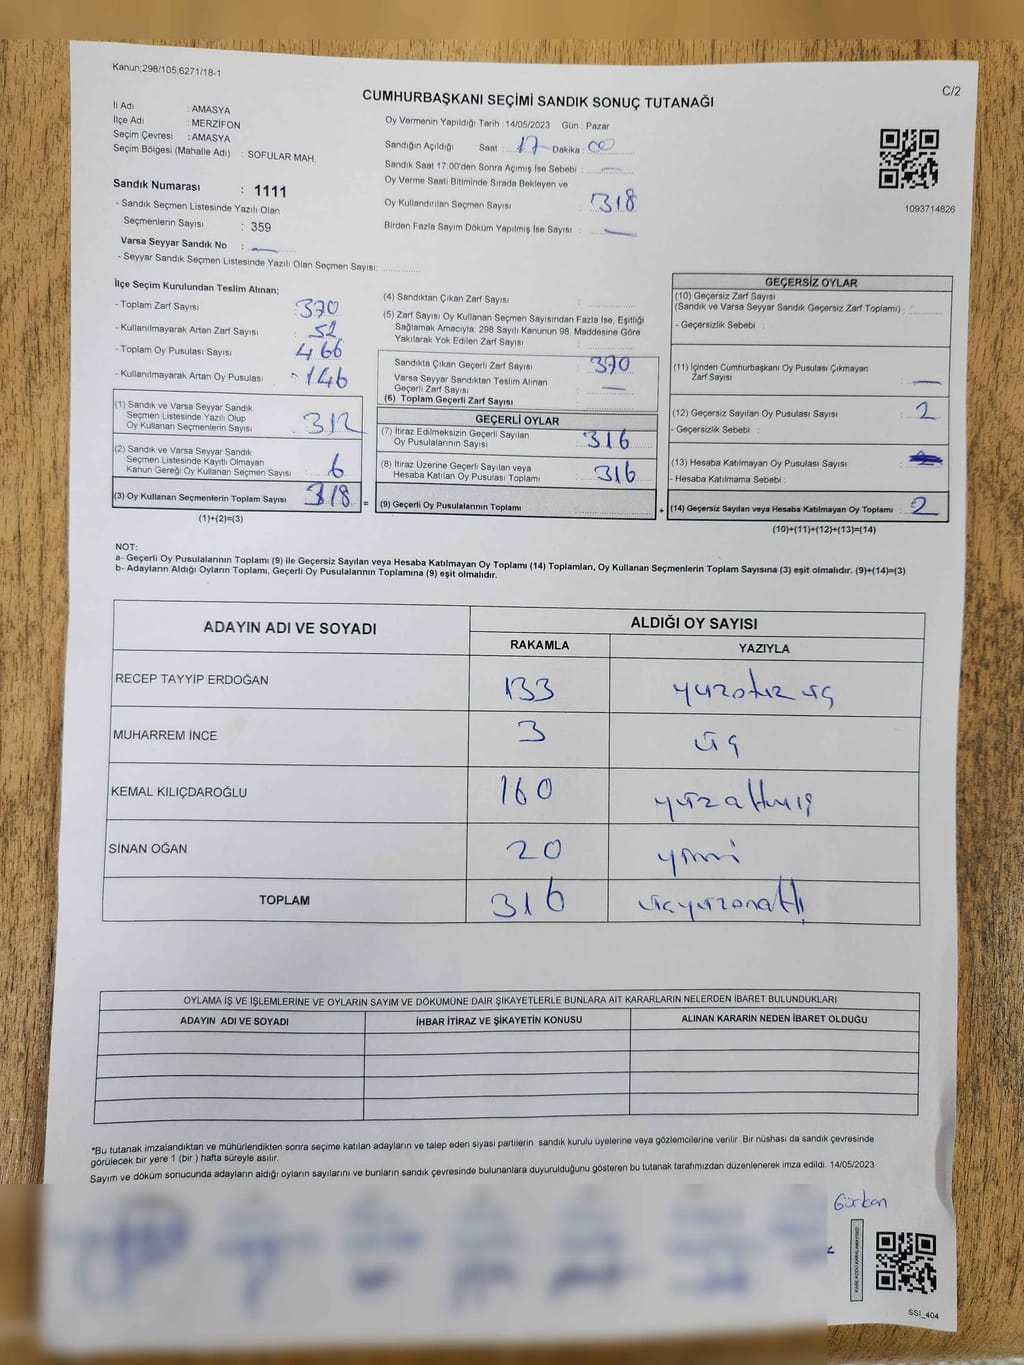 Kanun;298/105;6271/18-1
C/2
CUMHURBAŞKANI SEÇİMİ SANDIK SONUÇ TUTANAĞI
İl Adı : AMASYA
İlçe Adı : MERZİFON
Seçim Çevresi : AMASYA
Seçim Bölgesi (Mahalle Adı) : SOFULAR MAH.
Sandık Numarası : 1111
- Sandık Seçmen Listesinde Yazılı Olan
Seçmenlerin Sayısı : 359
Varsa Seyyar Sandık No : —
- Seyyar Sandık Seçmen Listesinde Yazılı Olan Seçmen Sayısı:
Oy Vermenin Yapıldığı Tarih : 14/05/2023 Gün : Pazar
Sandığın Açıldığı Saat : 17 Dakika : 00
Sandık Saat 17:00'den Sonra Açımış İse Sebebi : —
Oy Verme Saati Bitiminde Sırada Bekleyen ve
Oy Kullandırılan Seçmen Sayısı : 318
Birden Fazla Sayım Döküm Yapılmış İse Sayısı : —
1093714826
İlçe Seçim Kurulundan Teslim Alınan;
- Toplam Zarf Sayısı : 370
- Kullanılmayarak Artan Zarf Sayısı : 52
- Toplam Oy Pusulası Sayısı : 466
- Kullanılmayarak Artan Oy Pusulası : 146
(1) Sandık ve Varsa Seyyar Sandık
Seçmen Listesinde Yazılı Olup
Oy Kullanan Seçmenlerin Sayısı : 312
(2) Sandık ve Varsa Seyyar Sandık
Seçmen Listesinde Kayıtlı Olmayan
Kanun Gereği Oy Kullanan Seçmen Sayısı : 6
(3) Oy Kullanan Seçmenlerin Toplam Sayısı : 318 =
(1)+(2)=(3)
(4) Sandıktan Çıkan Zarf Sayısı :
(5) Zarf Sayısı Oy Kullanan Seçmen Sayısından Fazla İse, Eşitliği
Sağlamak Amacıyla, 298 Sayılı Kanunun 98. Maddesine Göre
Yakılarak Yok Edilen Zarf Sayısı :
Sandıkta Çıkan Geçerli Zarf Sayısı : 370
Varsa Seyyar Sandıktan Teslim Alınan
Geçerli Zarf Sayısı : —
(6) Toplam Geçerli Zarf Sayısı :
GEÇERLİ OYLAR
(7) İtiraz Edilmeksizin Geçerli Sayılan
Oy Pusulalarının Sayısı : 316
(8) İtiraz Üzerine Geçerli Sayılan veya
Hesaba Katılan Oy Pusulası Toplamı : 316
(9) Geçerli Oy Pusulalarının Toplamı : +
GEÇERSİZ OYLAR
(10) Geçersiz Zarf Sayısı
(Sandık ve Varsa Seyyar Sandık Geçersiz Zarf Toplamı) :
- Geçersizlik Sebebi :
(11) İçinden Cumhurbaşkanı Oy Pusulası Çıkmayan
Zarf Sayısı : —
(12) Geçersiz Sayılan Oy Pusulası Sayısı : 2
- Geçersizlik Sebebi :
(13) Hesaba Katılmayan Oy Pusulası Sayısı :
- Hesaba Katılmama Sebebi :
(14) Geçersiz Sayılan veya Hesaba Katılmayan Oy Toplamı : 2
(10)+(11)+(12)+(13)=(14)
NOT:
a- Geçerli Oy Pusulalarının Toplamı (9) ile Geçersiz Sayılan veya Hesaba Katılmayan Oy Toplamı (14) Toplamları, Oy Kullanan Seçmenlerin Toplam Sayısına (3) eşit olmalıdır. (9)+(14)=(3)
b- Adayların Aldığı Oyların Toplamı, Geçerli Oy Pusulalarının Toplamına (9) eşit olmalıdır.
ADAYIN ADI VE SOYADI ALDIĞI OY SAYISI
RAKAMLA YAZIYLA
RECEP TAYYİP ERDOĞAN 133 yüzotuz üç
MUHARREM İNCE 3 üç
KEMAL KILIÇDAROĞLU 160 yüzaltmış
SİNAN OĞAN 20 yirmi
TOPLAM 316 üçyüzonaltı
OYLAMA İŞ VE İŞLEMLERİNE VE OYLARIN SAYIM VE DÖKÜMÜNE DAİR ŞİKAYETLERLE BUNLARA AİT KARARLARIN NELERDEN İBARET BULUNDUKLARI
ADAYIN ADI VE SOYADI İHBAR İTİRAZ VE ŞİKAYETİN KONUSU ALINAN KARARIN NEDEN İBARET OLDUĞU
*Bu tutanak imzalandıktan ve mühürlendikten sonra seçime katılan adayların ve talep eden siyasi partilerin sandık kurulu üyelerine veya gözlemcilerine verilir. Bir nüshası da sandık çevresinde
görülecek bir yere 1 (bir ) hafta süreyle asılır.
Sayım ve döküm sonucunda adayların aldığı oyların sayılarını ve bunların sandık çevresinde bulunanlara duyurulduğunu gösteren bu tutanak tarafımızdan düzenlenerek imza edildi. 14/05/2023
Gürkan
KARE KODU KARALAMAYINIZ!
SSİ_404